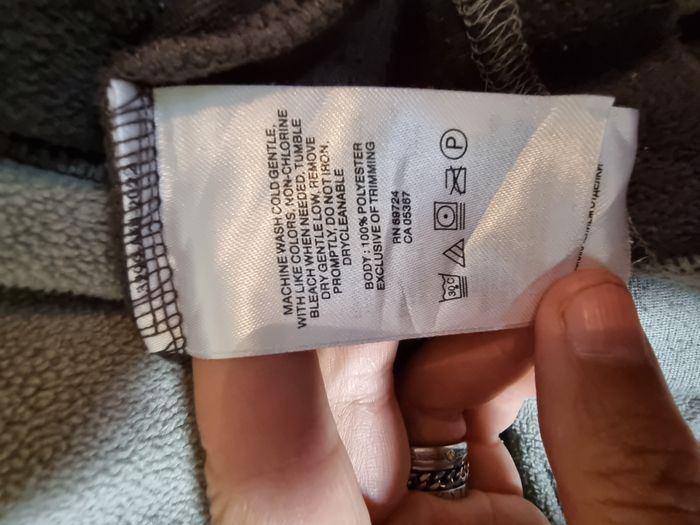 MACHINE WASH COLD GENTLE,
WITH LIKE COLORS, NON-CHLORINE
BLEACH WHEN NEEDED, TUMBLE
DRY GENTLE LOW, REMOVE
PROMPTLY, DO NOT IRON,
DRYCLEANABLE
BODY: 100% POLYESTER
EXCLUSIVE OF TRIMMING
RN 69724
CA 05367
30C
P